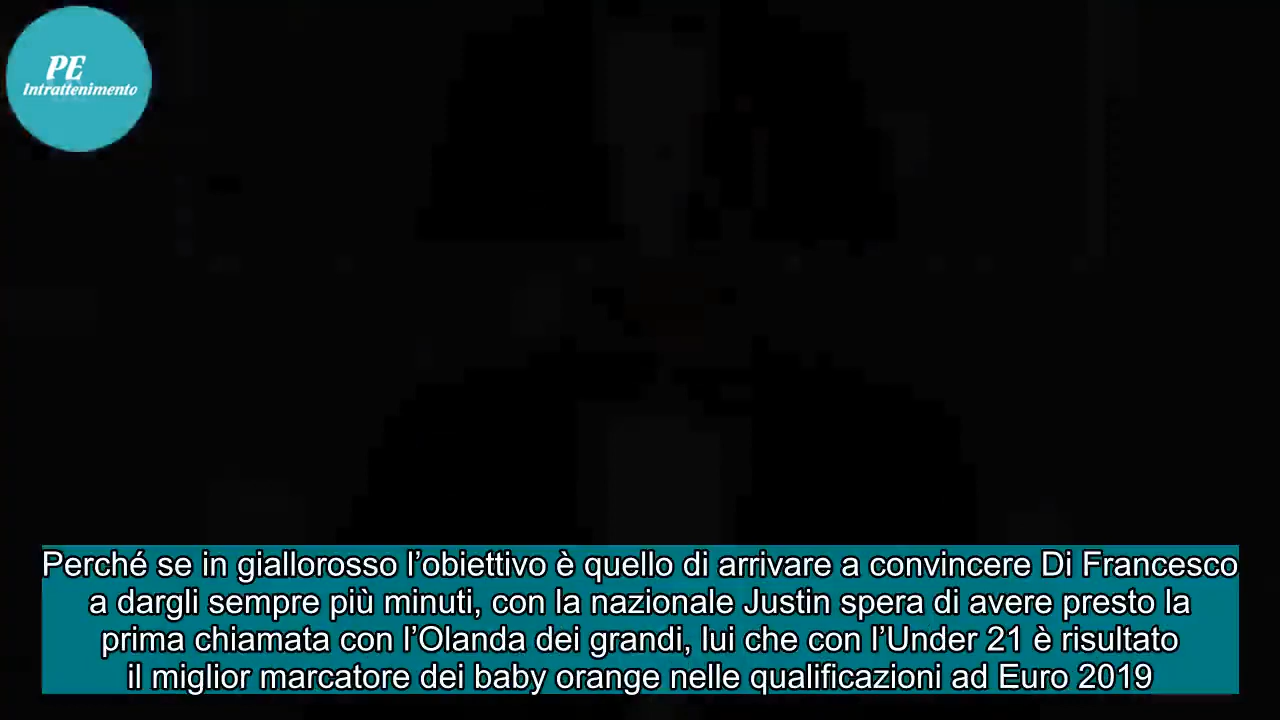 PE
Intrattenimento
Perché se in giallorosso l’obiettivo è quello di arrivare a convincere Di Francesco
a dargli sempre più minuti, con la nazionale Justin spera di avere presto la
prima chiamata con l’Olanda dei grandi, lui che con l’Under 21 è risultato
il miglior marcatore dei baby orange nelle qualificazioni ad Euro 2019